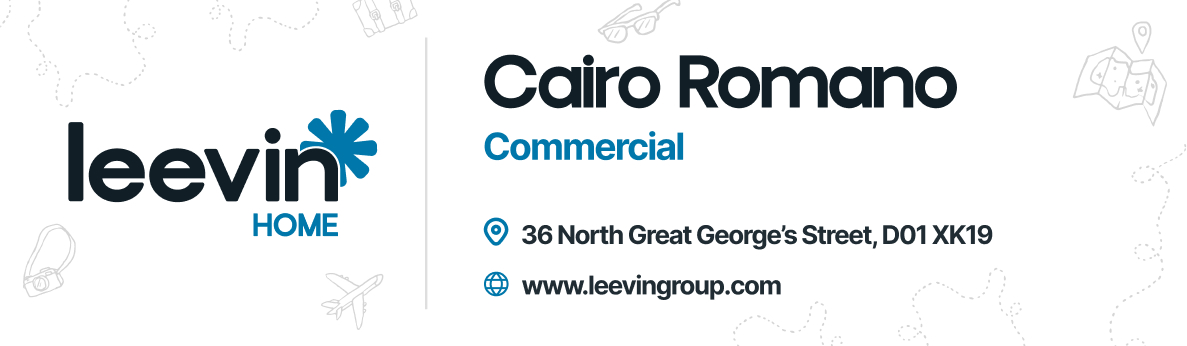 leevin
HOME
Cairo Romano
Commercial
36 North Great George’s Street, D01 XK19
www.leevingroup.com